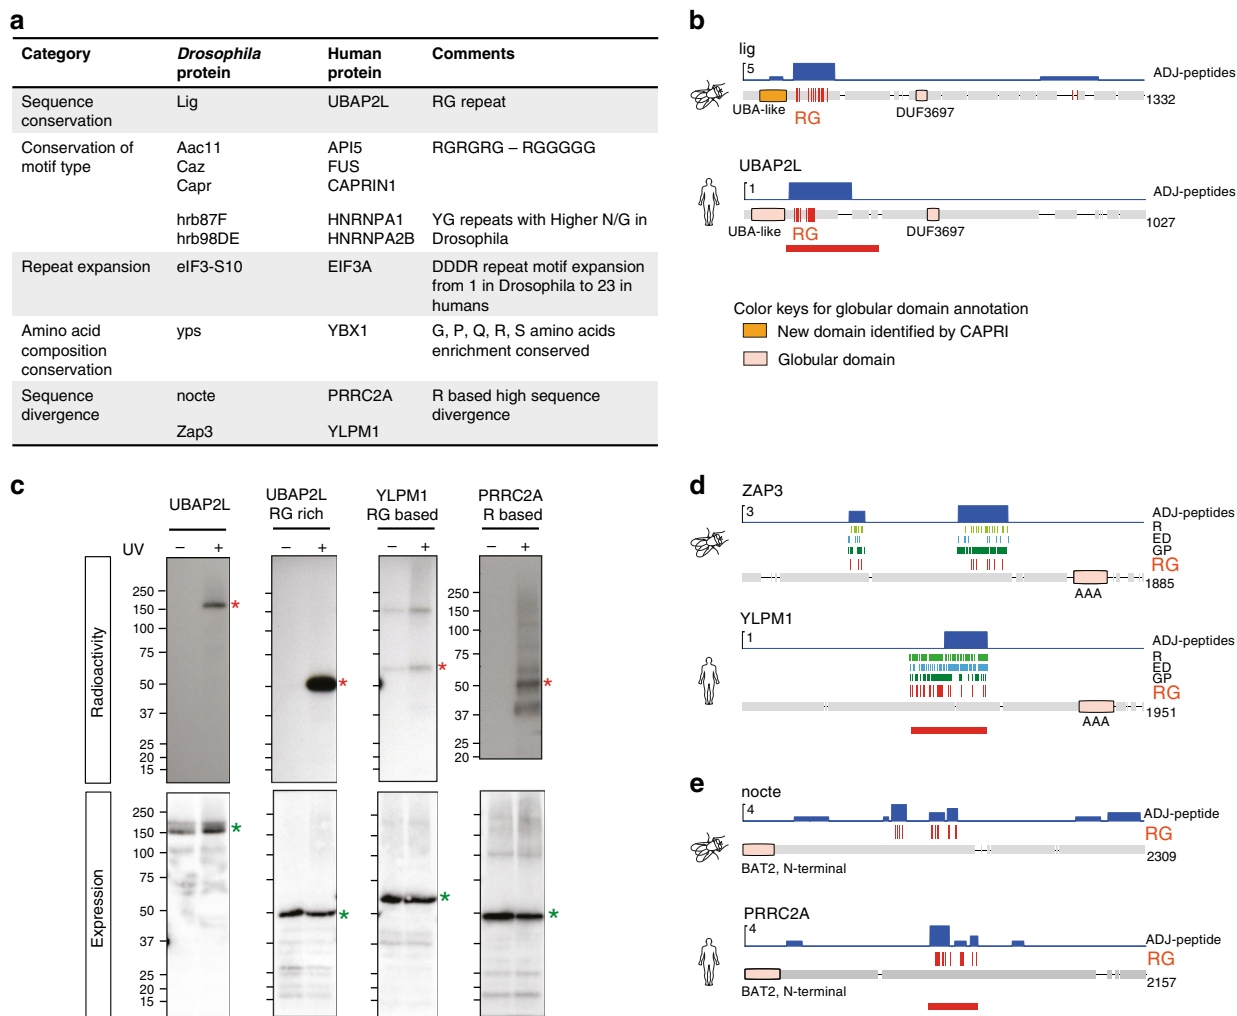 a
Category Drosophila protein Human protein Comments
Sequence conservation Lig UBAP2L RG repeat
Conservation of motif type Aac11 API5 RGRGRG – RGGGGG
Caz FUS
Capr CAPRIN1
hrb87F HNRNPA1 YG repeats with Higher N/G in Drosophila
hrb98DE HNRNPA2B
Repeat expansion eIF3-S10 EIF3A DDDR repeat motif expansion from 1 in Drosophila to 23 in humans
Amino acid composition conservation yps YBX1 G, P, Q, R, S amino acids enrichment conserved
Sequence divergence nocte PRRC2A R based high sequence divergence
Zap3 YLPM1
b
lig
5
ADJ-peptides
1332
UBA-like
RG
DUF3697
UBAP2L
1
ADJ-peptides
1027
UBA-like
RG
DUF3697
Color keys for globular domain annotation
New domain identified by CAPRI
Globular domain
c
UBAP2L
UBAP2L RG rich
YLPM1 RG based
PRRC2A R based
UV – + – + – + – +
Radioactivity
250
150
100
75
50
37
25
20
15
*
*
*
250
150
100
75
50
37
25
20
*
Expression
250
150
100
75
50
37
25
20
15
*
*
*
*
d
ZAP3
3
ADJ-peptides
R
ED
GP
RG
1885
AAA
YLPM1
1
ADJ-peptides
R
ED
GP
RG
1951
AAA
e
nocte
4
ADJ-peptide
RG
2309
BAT2, N-terminal
PRRC2A
4
ADJ-peptide
RG
2157
BAT2, N-terminal